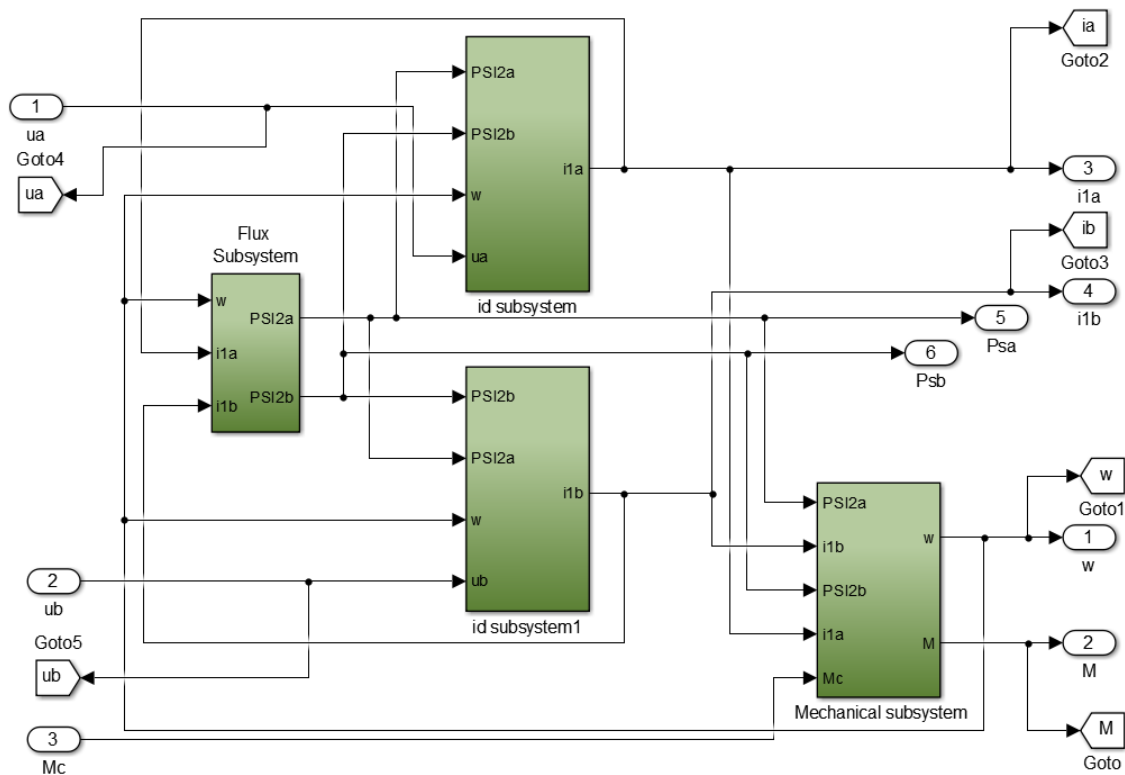 ia
Goto2
PSI2a
1
ua
PSI2b
Goto4
i1a
3
i1a
ua
w
ib
Goto3
Flux
Subsystem
ua
4
i1b
id subsystem
w
PSI2a
5
Psa
i1a
6
Psb
PSI2b
i1b
PSI2b
PSI2a
i1b
w
Goto1
PSI2a
w
w
1
w
i1b
2
ub
ub
PSI2b
id subsystem1
Goto5
i1a
M
2
M
ub
Mc
Mechanical subsystem
3
Mc
M
Goto